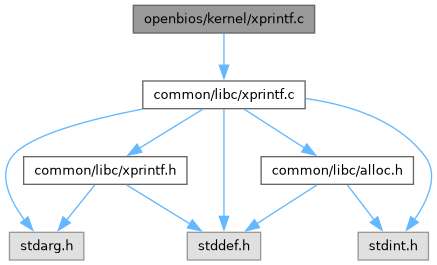 openbios/kernel/xprintf.c
common/libc/xprintf.c
common/libc/xprintf.h
common/libc/alloc.h
stdarg.h
stddef.h
stdint.h